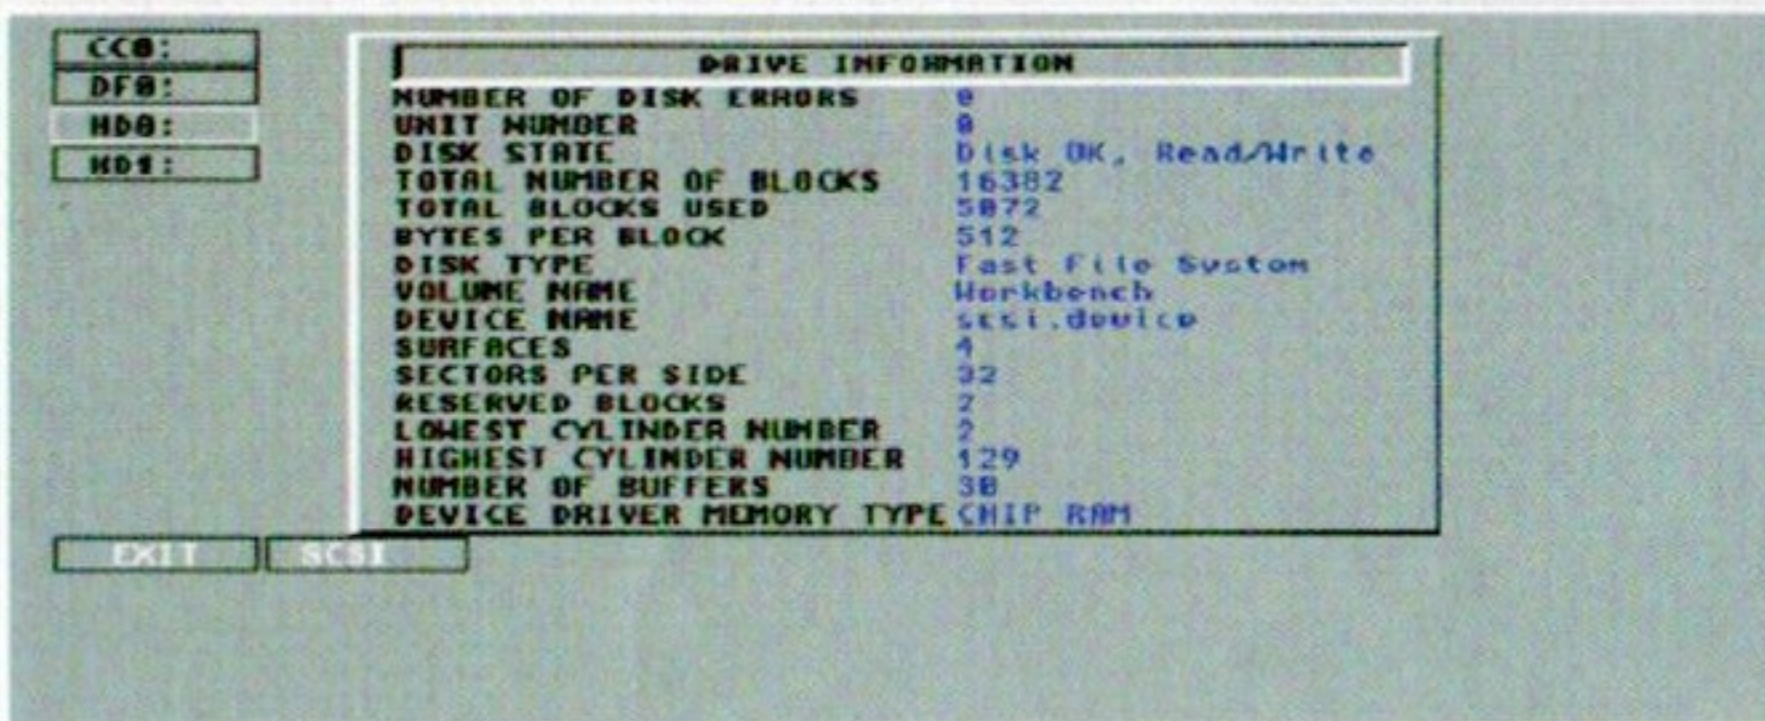 CC0:
DF0:
HD0:
HD1:
DRIVE INFORMATION
NUMBER OF DISK ERRORS 0
UNIT NUMBER 0
DISK STATE Disk OK, Read/Write
TOTAL NUMBER OF BLOCKS 16382
TOTAL BLOCKS USED 5072
BYTES PER BLOCK 512
DISK TYPE Fast File System
VOLUME NAME Workbench
DEVICE NAME scsi.device
SURFACES 4
SECTORS PER SIDE 32
RESERVED BLOCKS 2
LOWEST CYLINDER NUMBER 2
HIGHEST CYLINDER NUMBER 129
NUMBER OF BUFFERS 30
DEVICE DRIVER MEMORY TYPE CHIP RAM
EXIT SCSI